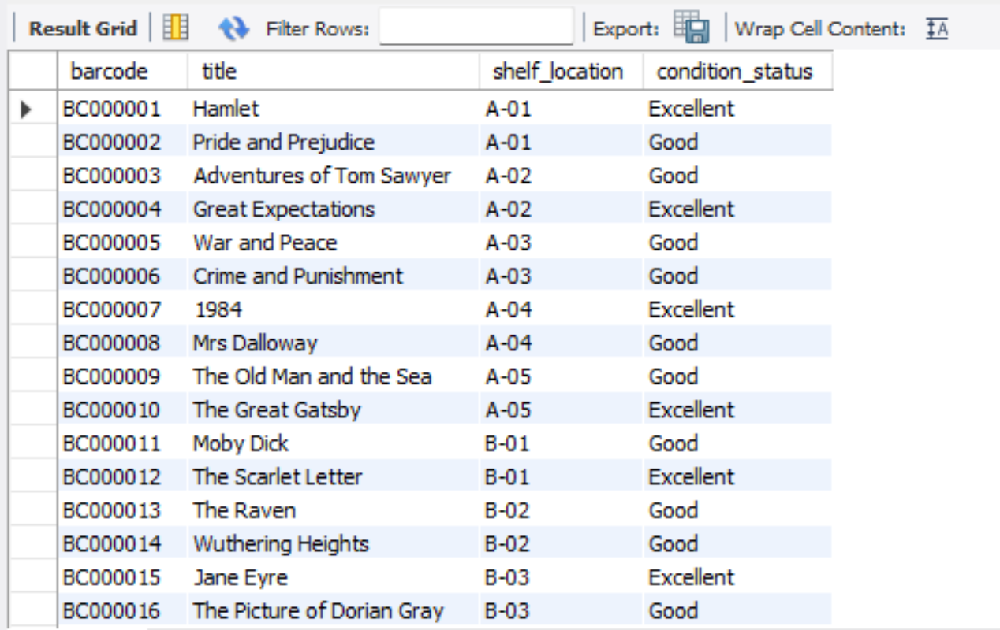 Result Grid Filter Rows: Export: Wrap Cell Content: IA
barcode title shelf_location condition_status
BC000001 Hamlet A-01 Excellent
BC000002 Pride and Prejudice A-01 Good
BC000003 Adventures of Tom Sawyer A-02 Good
BC000004 Great Expectations A-02 Excellent
BC000005 War and Peace A-03 Good
BC000006 Crime and Punishment A-03 Good
BC000007 1984 A-04 Excellent
BC000008 Mrs Dalloway A-04 Good
BC000009 The Old Man and the Sea A-05 Good
BC000010 The Great Gatsby A-05 Excellent
BC000011 Moby Dick B-01 Good
BC000012 The Scarlet Letter B-01 Excellent
BC000013 The Raven B-02 Good
BC000014 Wuthering Heights B-02 Good
BC000015 Jane Eyre B-03 Excellent
BC000016 The Picture of Dorian Gray B-03 Good